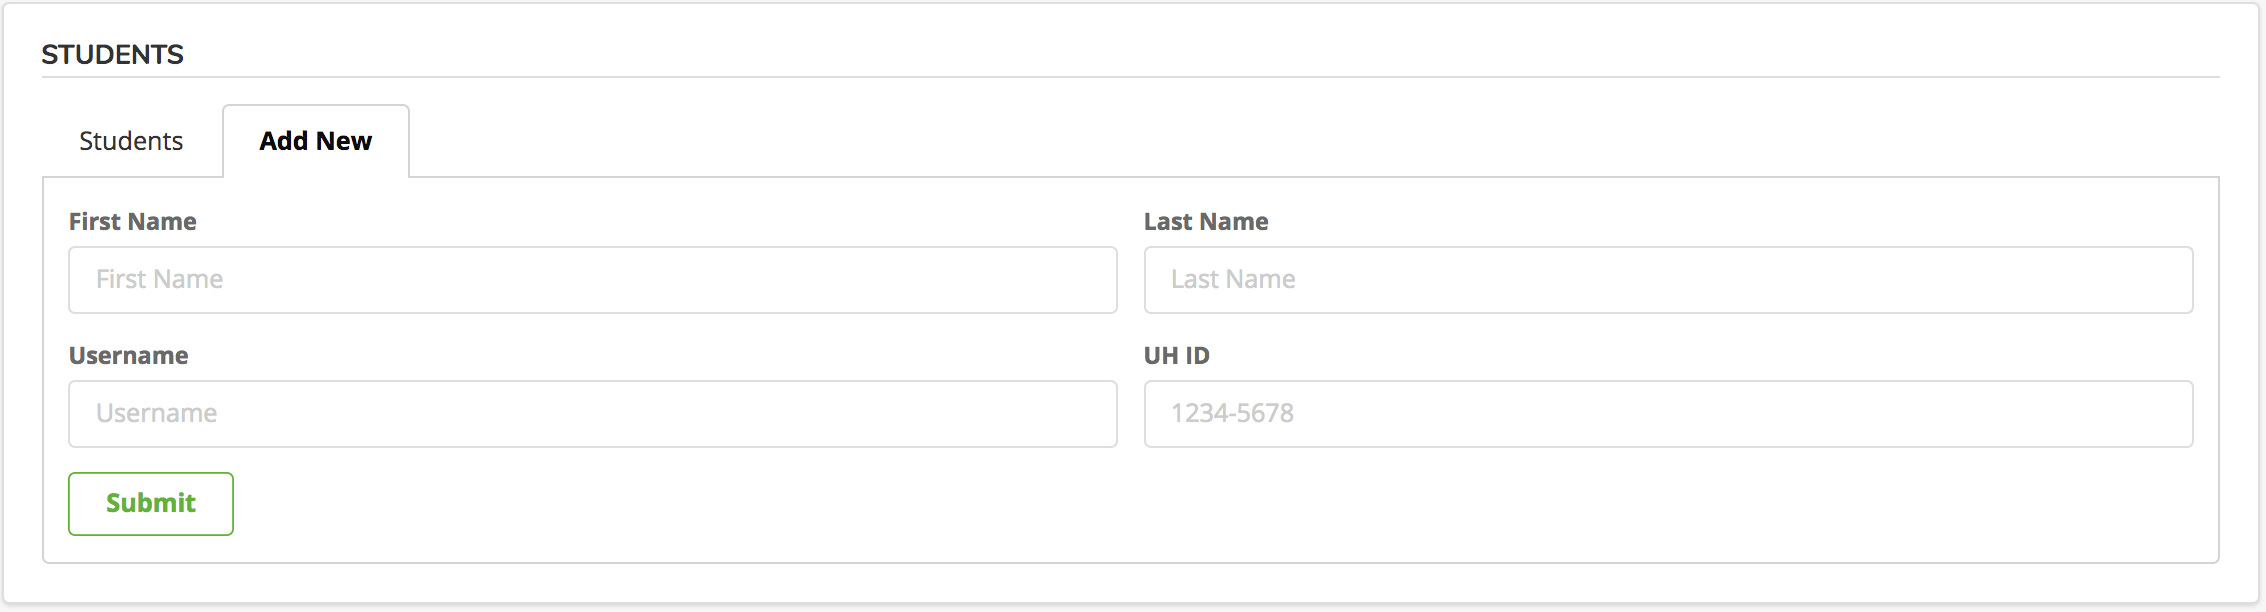 STUDENTS
Students Add New
First Name Last Name
First Name Last Name
Username UH ID
Username 1234-5678
Submit